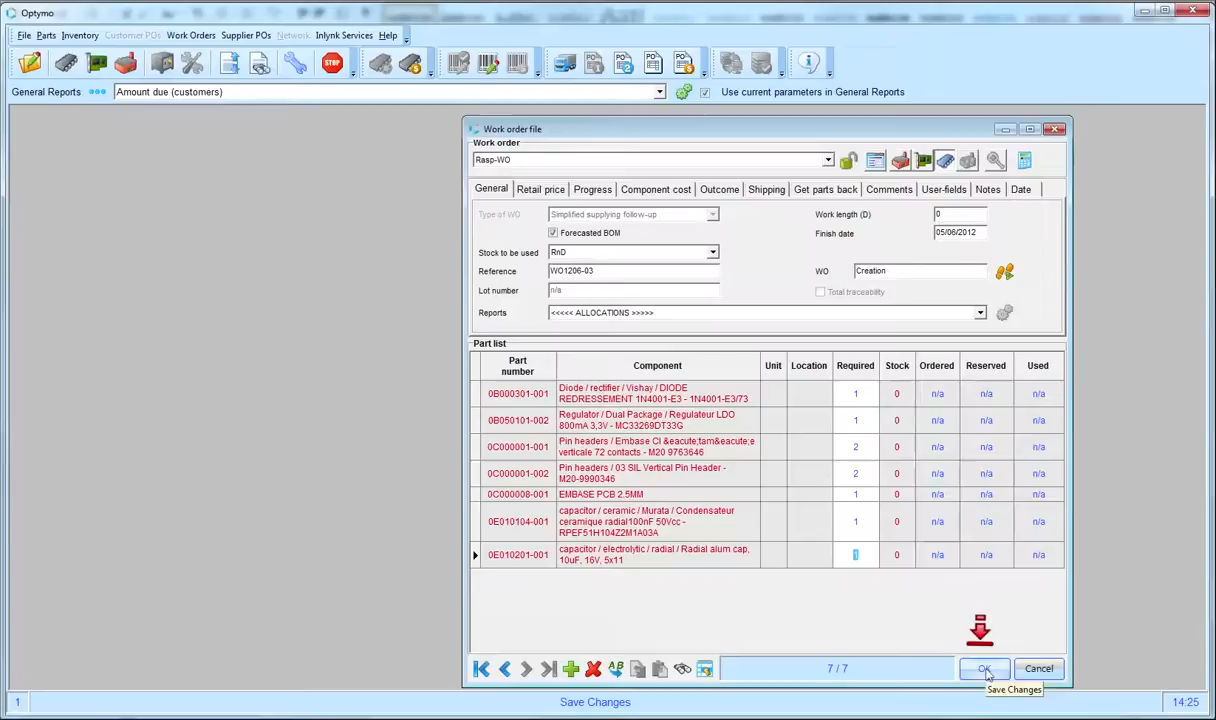 Optymo
File Parts Inventory Customer POs Work Orders Supplier POs Network Inlynk Services Help
STOP
General Reports Amount due (customers) Use current parameters in General Reports
Work order file
Work order
Rasp-WO
General Retail price Progress Component cost Outcome Shipping Get parts back Comments User-fields Notes Date
Type of WO Simplified supplying follow-up Work length (D) 0
Forecasted BOM Finish date 05/06/2012
Stock to be used RnD
Reference WO1206-03 WO Creation
Lot number n/a Total traceability
Reports <<<<< ALLOCATIONS >>>>>
Part list
Part number Component Unit Location Required Stock Ordered Reserved Used
0B000301-001 Diode / rectifier / Vishay / DIODE
REDRESSEMENT 1N4001-E3 - 1N4001-E3/73 1 0 n/a n/a n/a
0B050101-002 Regulator / Dual Package / Regulateur LDO
800mA 3,3V - MC33269DT33G 1 0 n/a n/a n/a
0C000001-001 Pin headers / Embase CI &eacute;tam&eacute;e
verticale 72 contacts - M20 9763646 2 0 n/a n/a n/a
0C000001-002 Pin headers / 03 SIL Vertical Pin Header -
M20-9990346 2 0 n/a n/a n/a
0C000008-001 EMBASE PCB 2.5MM 1 0 n/a n/a n/a
0E010104-001 capacitor / ceramic / Murata / Condensateur
ceramique radial100nF 50Vcc -
RPEF51H104Z2M1A03A 1 0 n/a n/a n/a
0E010201-001 capacitor / electrolytic / radial / Radial alum cap,
10uF, 16V, 5x11 1 0 n/a n/a n/a
7 / 7 OK Cancel
Save Changes
1 Save Changes 14:25